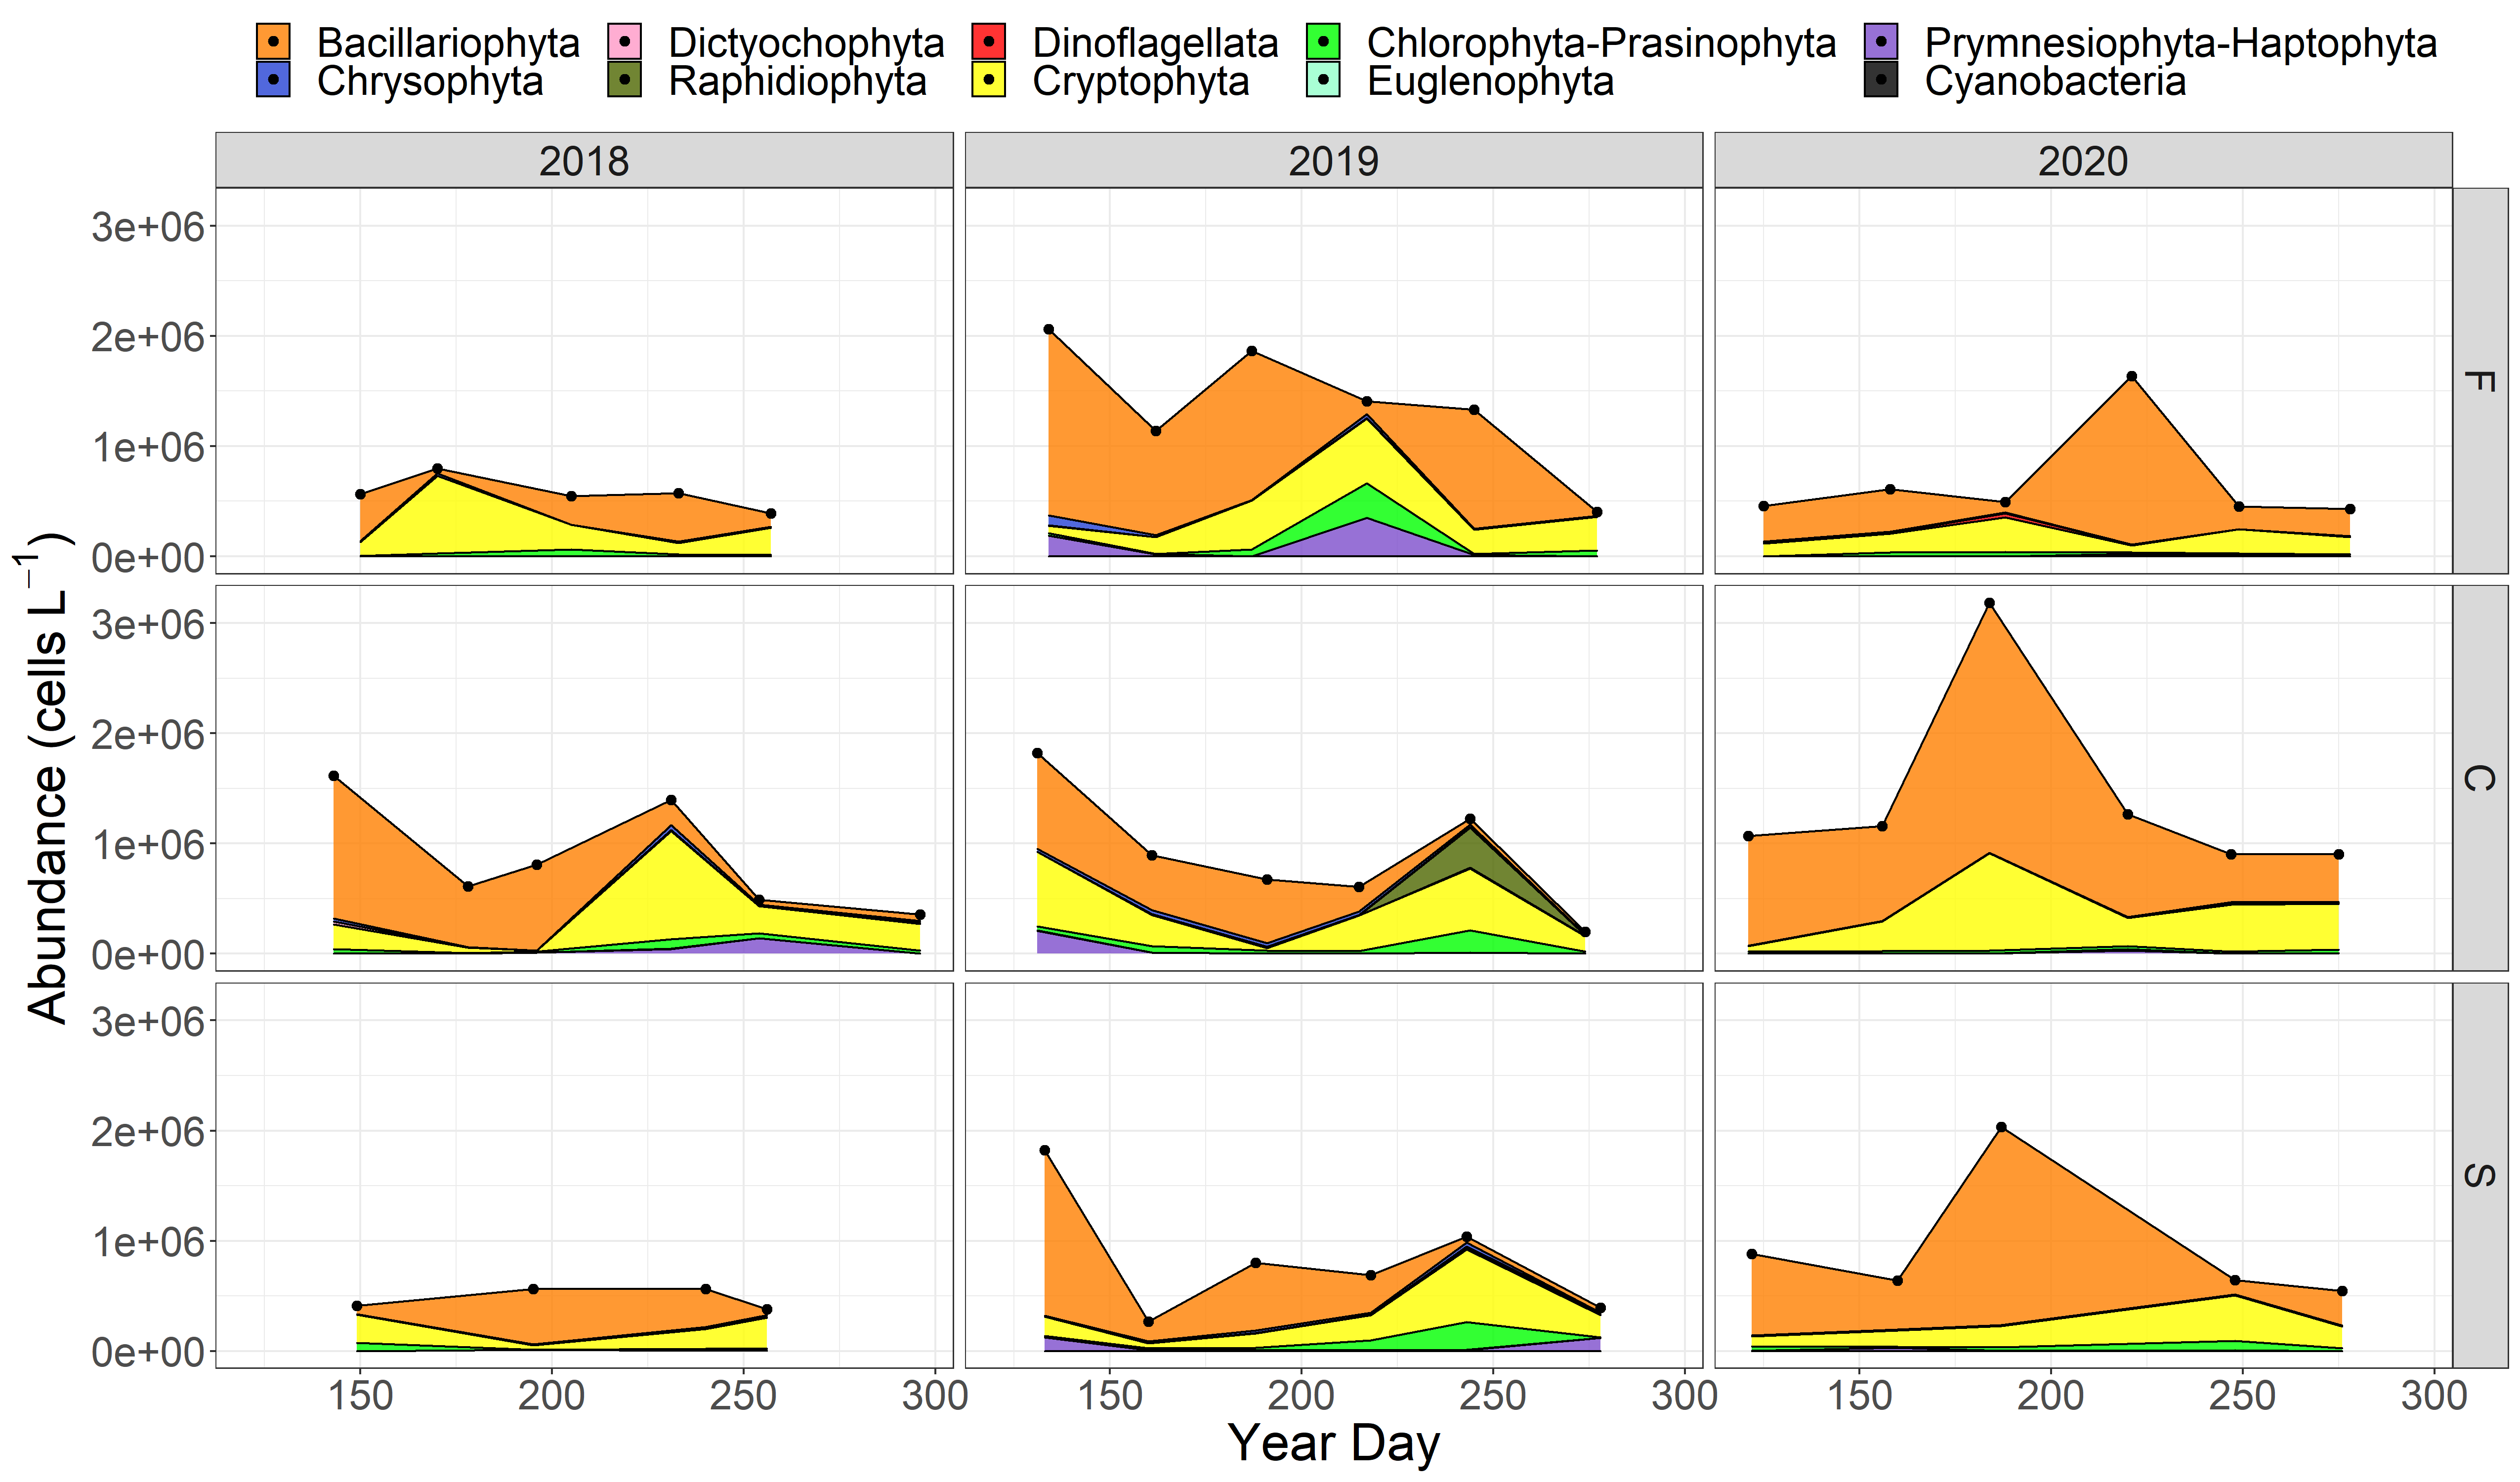 Bacillariophyta Dictyochophyta Dinoflagellata Chlorophyta-Prasinophyta Prymnesiophyta-Haptophyta
Chrysophyta Raphidiophyta Cryptophyta Euglenophyta Cyanobacteria
2018 2019 2020
3e+06
2e+06
1e+06
0e+00
F
3e+06
2e+06
1e+06
0e+00
C
3e+06
2e+06
1e+06
0e+00
S
Abundance (cells L⁻¹)
150 200 250 300 150 200 250 300 150 200 250 300
Year Day